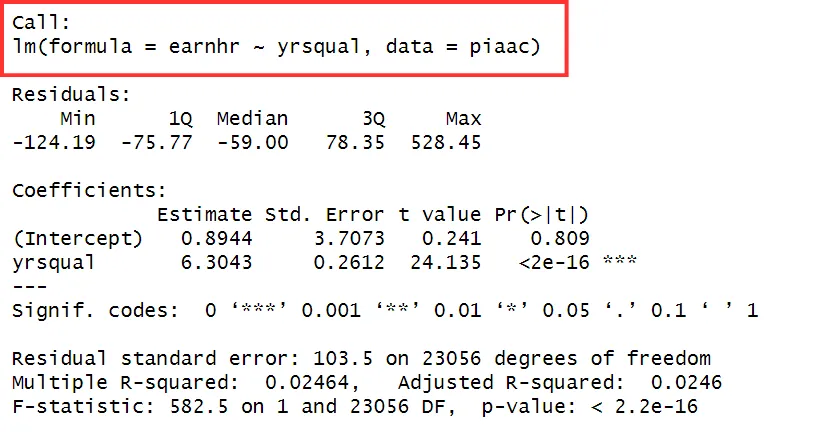 Call:
lm(formula = earnhr ~ yrsqual, data = piaac)
Residuals:
    Min      1Q  Median      3Q     Max
-124.19  -75.77  -59.00   78.35  528.45
Coefficients:
            Estimate Std. Error t value Pr(>|t|)
(Intercept)   0.8944     3.7073   0.241    0.809
yrsqual       6.3043     0.2612  24.135   <2e-16 ***
---
Signif. codes:  0 ‘***’ 0.001 ‘**’ 0.01 ‘*’ 0.05 ‘.’ 0.1 ‘ ’ 1
Residual standard error: 103.5 on 23056 degrees of freedom
Multiple R-squared:  0.02464,   Adjusted R-squared:  0.0246
F-statistic: 582.5 on 1 and 23056 DF,  p-value: < 2.2e-16